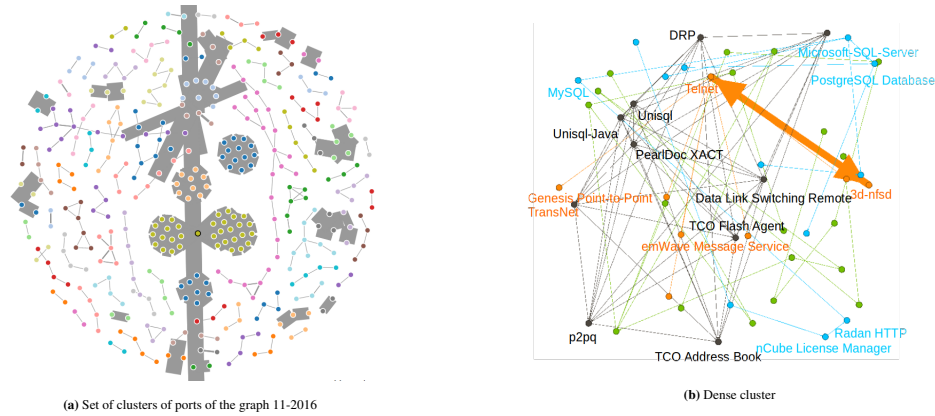 DRP
Microsoft-SQL-Server
PostgreSQL Database
MySQL
Telnet
Unisql
Unisql-Java
PearlDoc XACT
3d-nfsd
Genesis Point-to-Point
TransNet
Data Link Switching Remote
TCO Flash Agent
emWave Message Service
p2pq
Radan HTTP
nCube License Manager
TCO Address Book
(a) Set of clusters of ports of the graph 11-2016
(b) Dense cluster